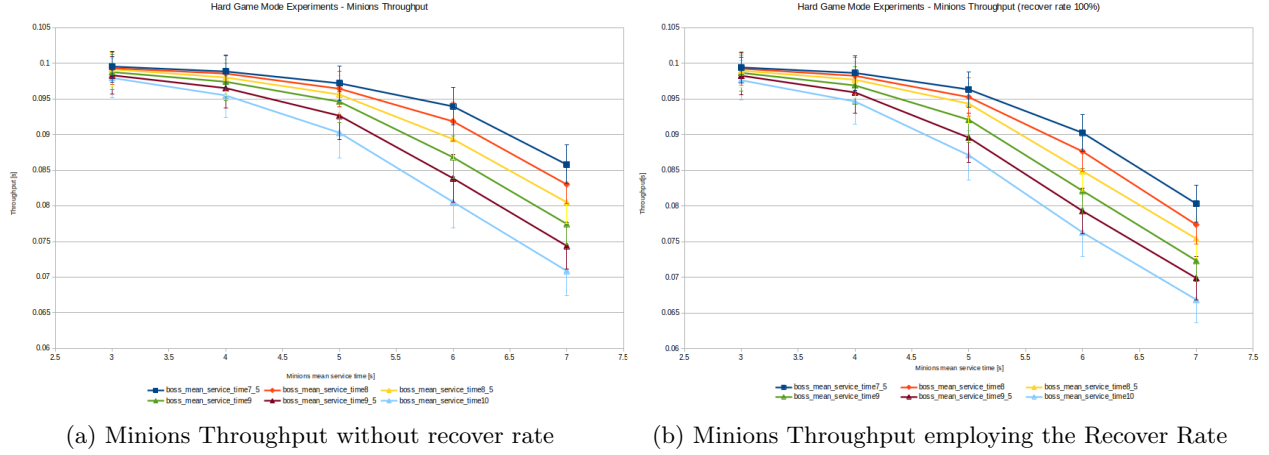 Hard Game Mode Experiments - Minions Throughput
0.105
0.1
0.095
0.09
0.085
0.08
0.075
0.07
0.065
0.06
Throughput [s]
2.5 3 3.5 4 4.5 5 5.5 6 6.5 7 7.5
Minions mean service time [s]
boss_mean_service_time7_5 boss_mean_service_time8 boss_mean_service_time8_5
boss_mean_service_time9 boss_mean_service_time9_5 boss_mean_service_time10
(a) Minions Throughput without recover rate
Hard Game Mode Experiments - Minions Throughput (recover rate 100%)
0.105
0.1
0.095
0.09
0.085
0.08
0.075
0.07
0.065
0.06
Throughput[s]
2.5 3 3.5 4 4.5 5 5.5 6 6.5 7 7.5
Minions mean service time [s]
boss_mean_service_time7_5 boss_mean_service_time8 boss_mean_service_time8_5
boss_mean_service_time9 boss_mean_service_time9_5 boss_mean_service_time10
(b) Minions Throughput employing the Recover Rate